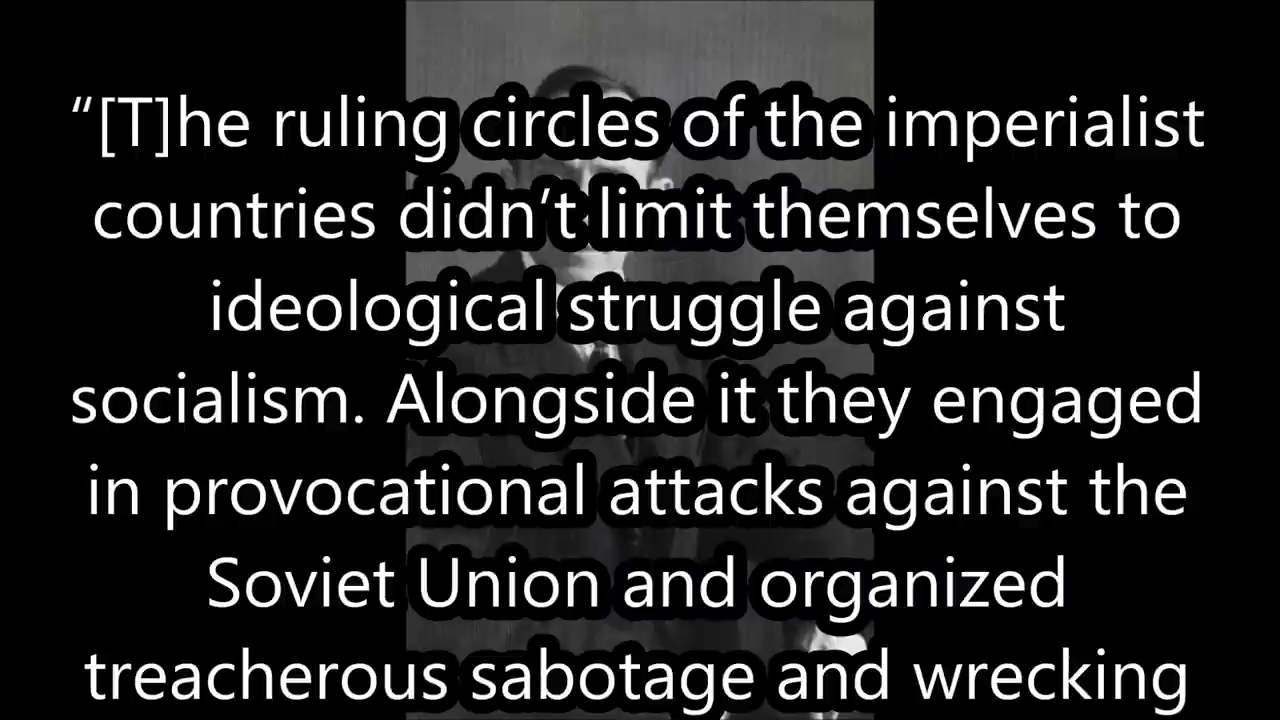 “[T]he ruling circles of the imperialist
countries didn’t limit themselves to
ideological struggle against
socialism. Alongside it they engaged
in provocational attacks against the
Soviet Union and organized
treacherous sabotage and wrecking